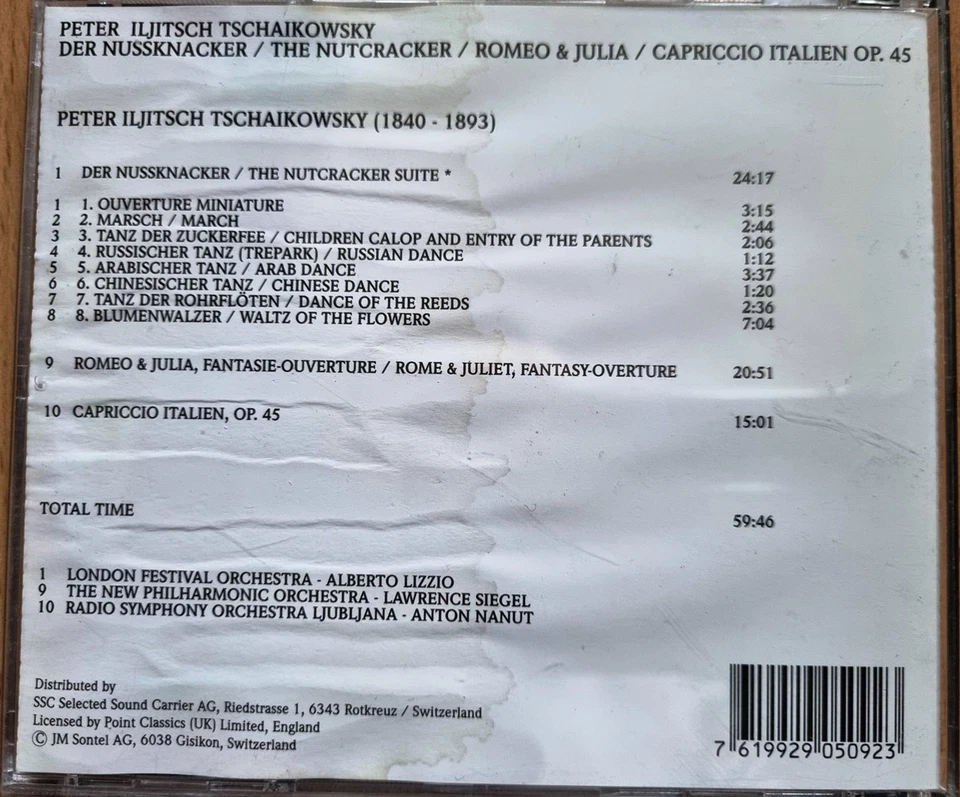 PETER ILJITSCH TSCHAIKOWSKY
DER NUSSKNACKER / THE NUTCRACKER / ROMEO & JULIA / CAPRICCIO ITALIEN OP. 45
PETER ILJITSCH TSCHAIKOWSKY (1840 - 1893)
1 DER NUSSKNACKER / THE NUTCRACKER SUITE * 24:17
1 1. OUVERTURE MINIATURE 3:15
2 2. MARSCH / MARCH 2:44
3 3. TANZ DER ZUCKERFEE / CHILDREN CALOP AND ENTRY OF THE PARENTS 2:06
4 4. RUSSISCHER TANZ (TREPARK) / RUSSIAN DANCE 1:12
5 5. ARABISCHER TANZ / ARAB DANCE 3:37
6 6. CHINESISCHER TANZ / CHINESE DANCE 1:20
7 7. TANZ DER ROHRFLÖTEN / DANCE OF THE REEDS 2:36
8 8. BLUMENWALZER / WALTZ OF THE FLOWERS 7:04
9 ROMEO & JULIA, FANTASIE-OUVERTURE / ROME & JULIET, FANTASY-OVERTURE 20:51
10 CAPRICCIO ITALIEN, OP. 45 15:01
TOTAL TIME 59:46
1 LONDON FESTIVAL ORCHESTRA - ALBERTO LIZZIO
9 THE NEW PHILHARMONIC ORCHESTRA - LAWRENCE SIEGEL
10 RADIO SYMPHONY ORCHESTRA LJUBLJANA - ANTON NANUT
Distributed by
SSC Selected Sound Carrier AG, Riedstrasse 1, 6343 Rotkreuz / Switzerland
Licensed by Point Classics (UK) Limited, England
© JM Sontel AG, 6038 Gisikon, Switzerland
7 619929 050923